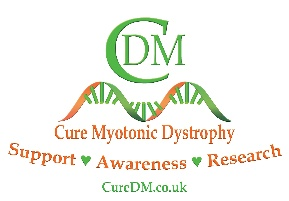 CDM
Cure Myotonic Dystrophy
Support ♥ Awareness ♥ Research
CureDM.co.uk